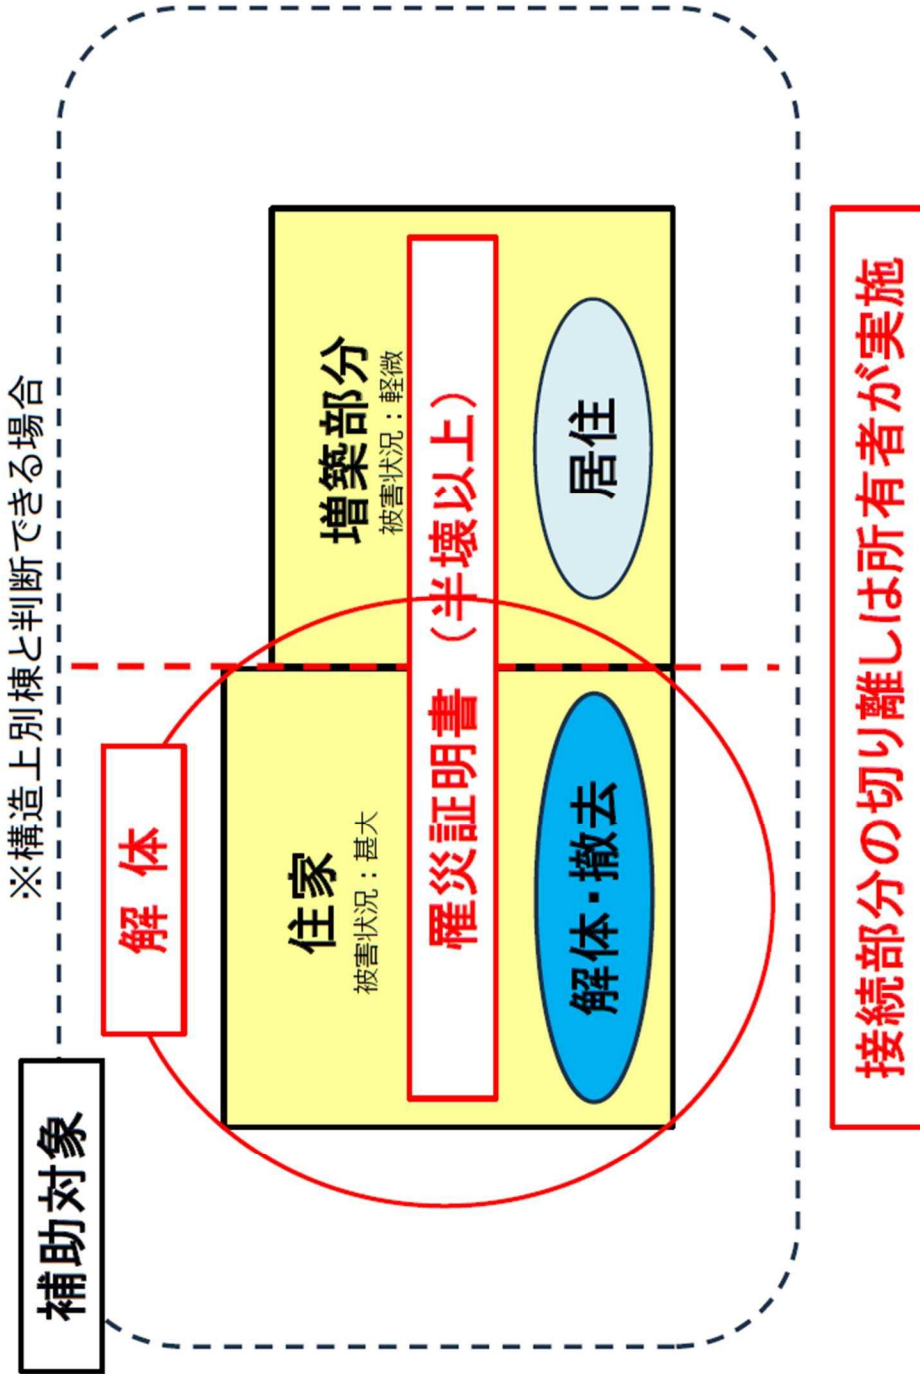 ※構造上別棟と判断できる場合
補助対象
解 体
住家
被害状況：甚大
増築部分
被害状況：軽微
罹災証明書（半壊以上）
解体・撤去
居住
接続部分の切り離しは所有者が実施